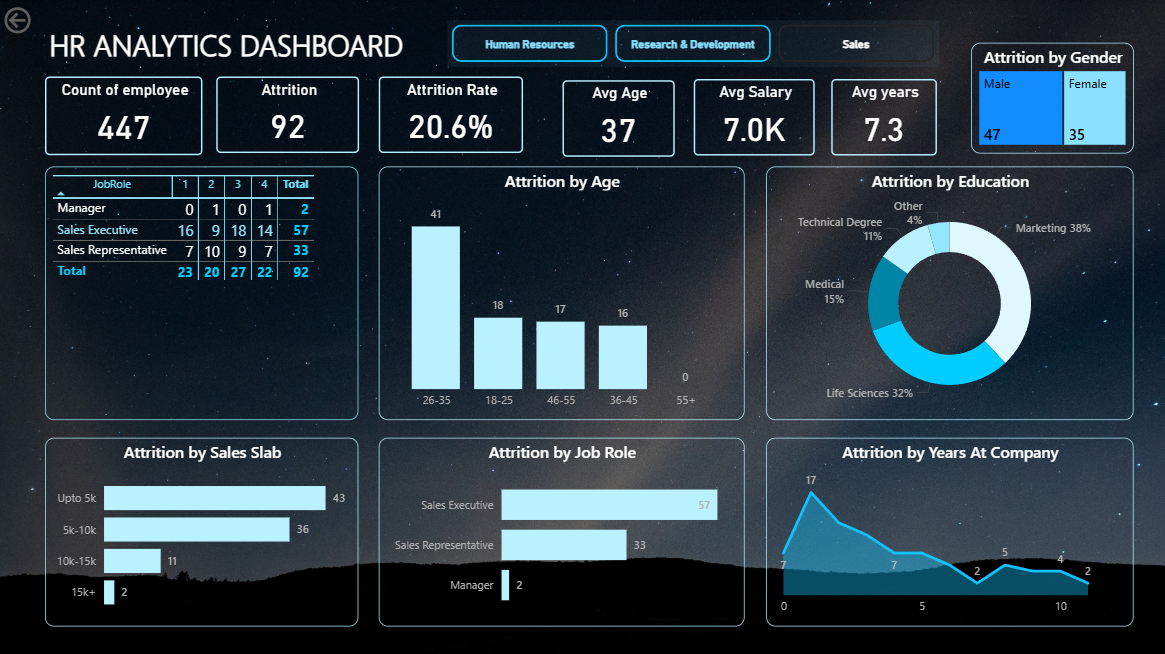 HR ANALYTICS DASHBOARD
Human Resources
Research & Development
Sales
Count of employee
447
Attrition
92
Attrition Rate
20.6%
Avg Age
37
Avg Salary
7.0K
Avg years
7.3
Attrition by Gender
Male
Female
47
35
JobRole 1 2 3 4 Total
Manager 0 1 0 1 2
Sales Executive 16 9 18 14 57
Sales Representative 7 10 9 7 33
Total 23 20 27 22 92
Attrition by Age
41
18
17
16
0
26-35
18-25
46-55
36-45
55+
Attrition by Education
Other
4%
Technical Degree
11%
Marketing 38%
Medical
15%
Life Sciences 32%
Attrition by Sales Slab
Upto 5k 43
5k-10k 36
10k-15k 11
15k+ 2
Attrition by Job Role
Sales Executive 57
Sales Representative 33
Manager 2
Attrition by Years At Company
17
7
7
2
5
4
2
0
5
10